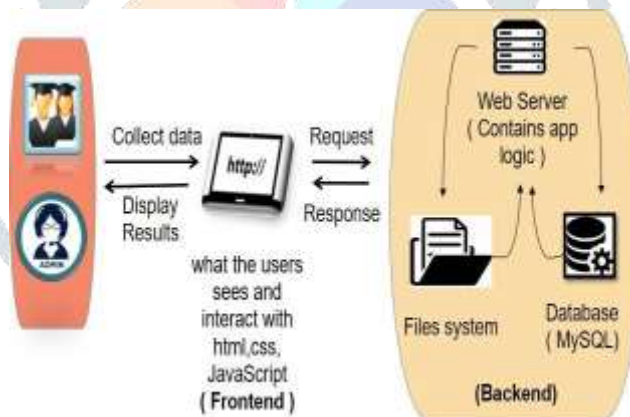 ADMIN
Collect data
Display
Results
http://
what the users
sees and
interact with
html,css,
JavaScript
( Frontend )
Request
Response
Web Server
( Contains app
logic )
Files system
Database
( MySQL)
(Backend)